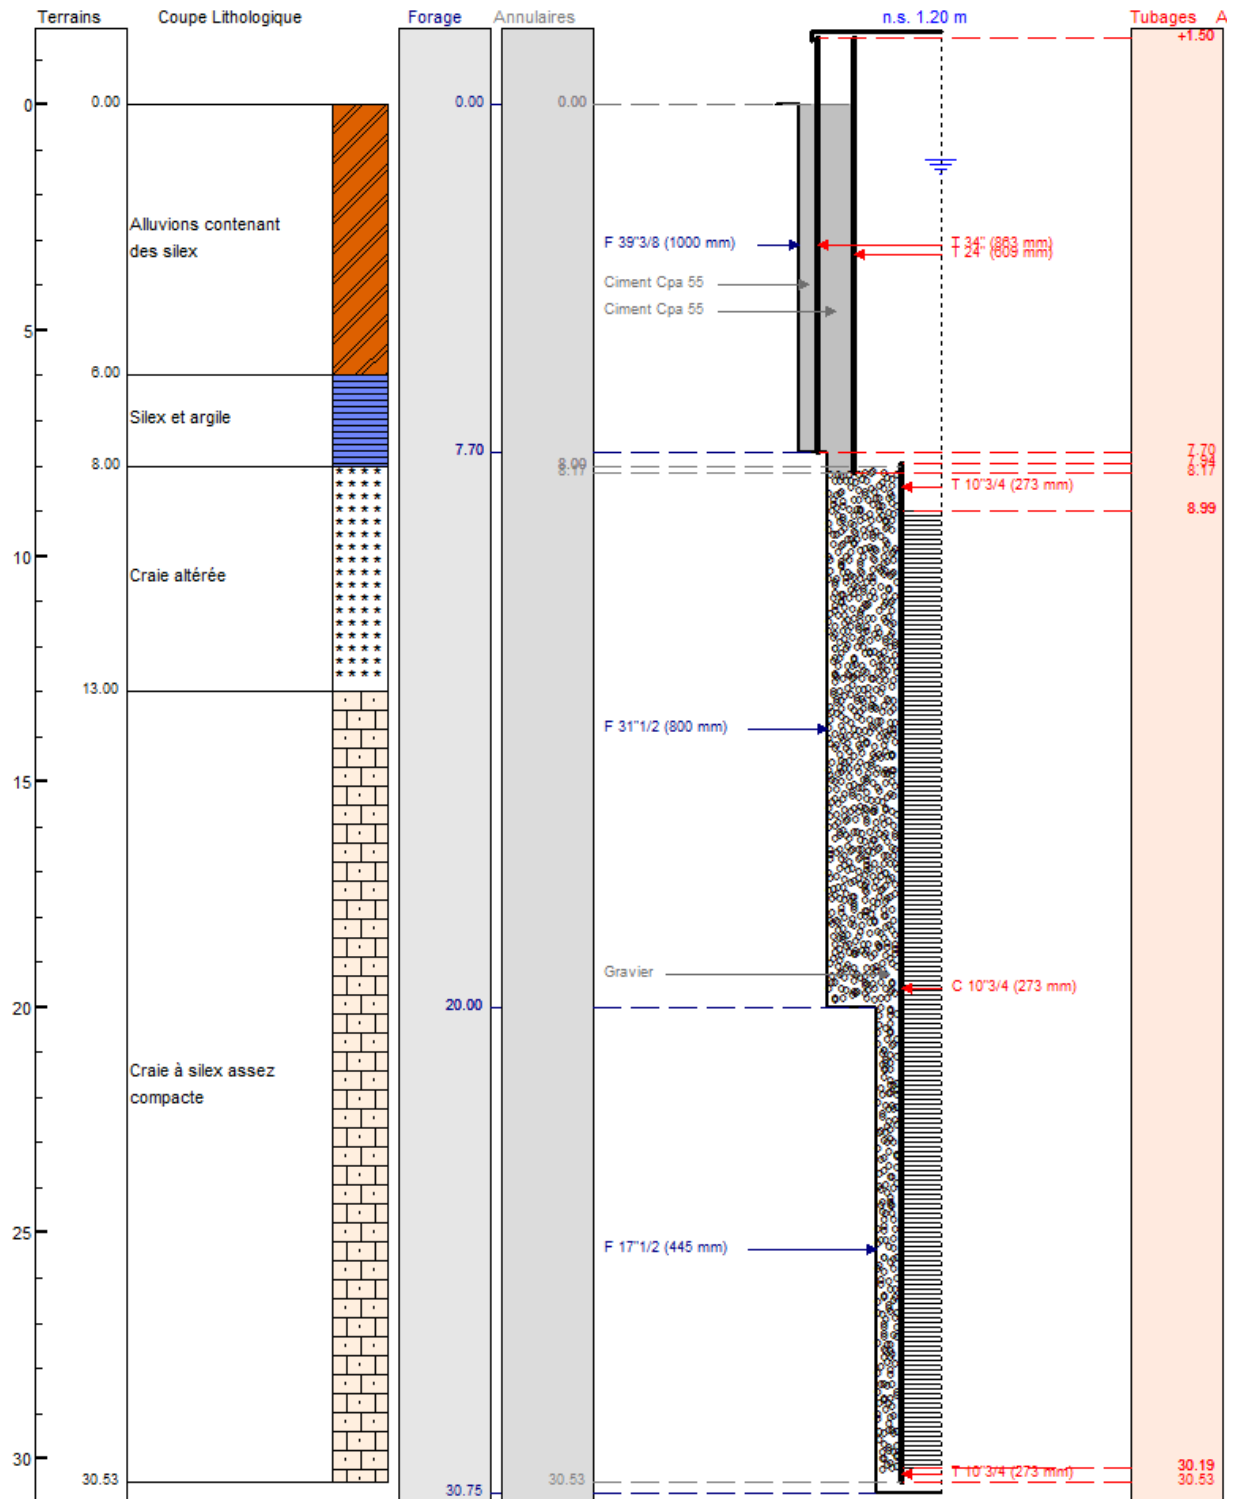 Terrains Coupe Lithologique Forage Annulaires n.s. 1.20 m Tubages A
+1.50
0 0.00 0.00 0.00
Alluvions contenant
des silex
F 39"3/8 (1000 mm) T 34" (863 mm)
T 24" (609 mm)
Ciment Cpa 55
Ciment Cpa 55
5
6.00
Silex et argile
7.70 7.70
8.00 8.00 7.94
8.17 8.17
T 10"3/4 (273 mm)
8.99
10
Craie altérée
13.00
F 31"1/2 (800 mm)
15
Gravier
C 10"3/4 (273 mm)
20 20.00
Craie à silex assez
compacte
25
F 17"1/2 (445 mm)
30 30.19
T 10"3/4 (273 mm)
30.53 30.53 30.53
30.75